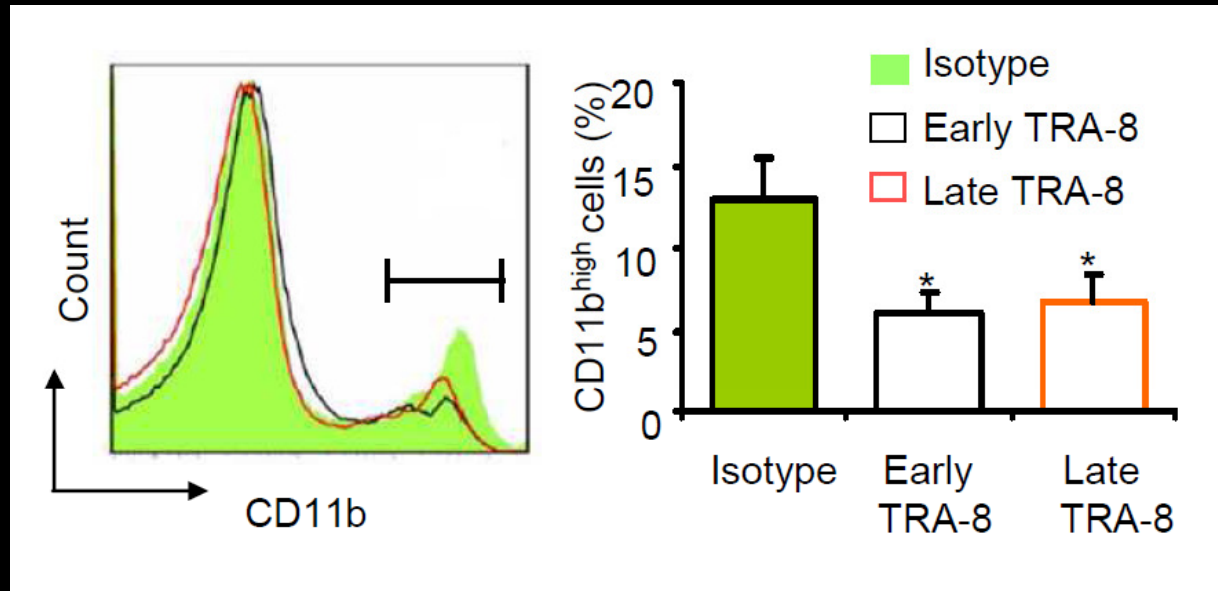 Count
CD11b
CD11b^high cells (%)
20
15
10
5
0
Isotype
Early TRA-8
Late TRA-8
*
*
Isotype
Early
TRA-8
Late
TRA-8